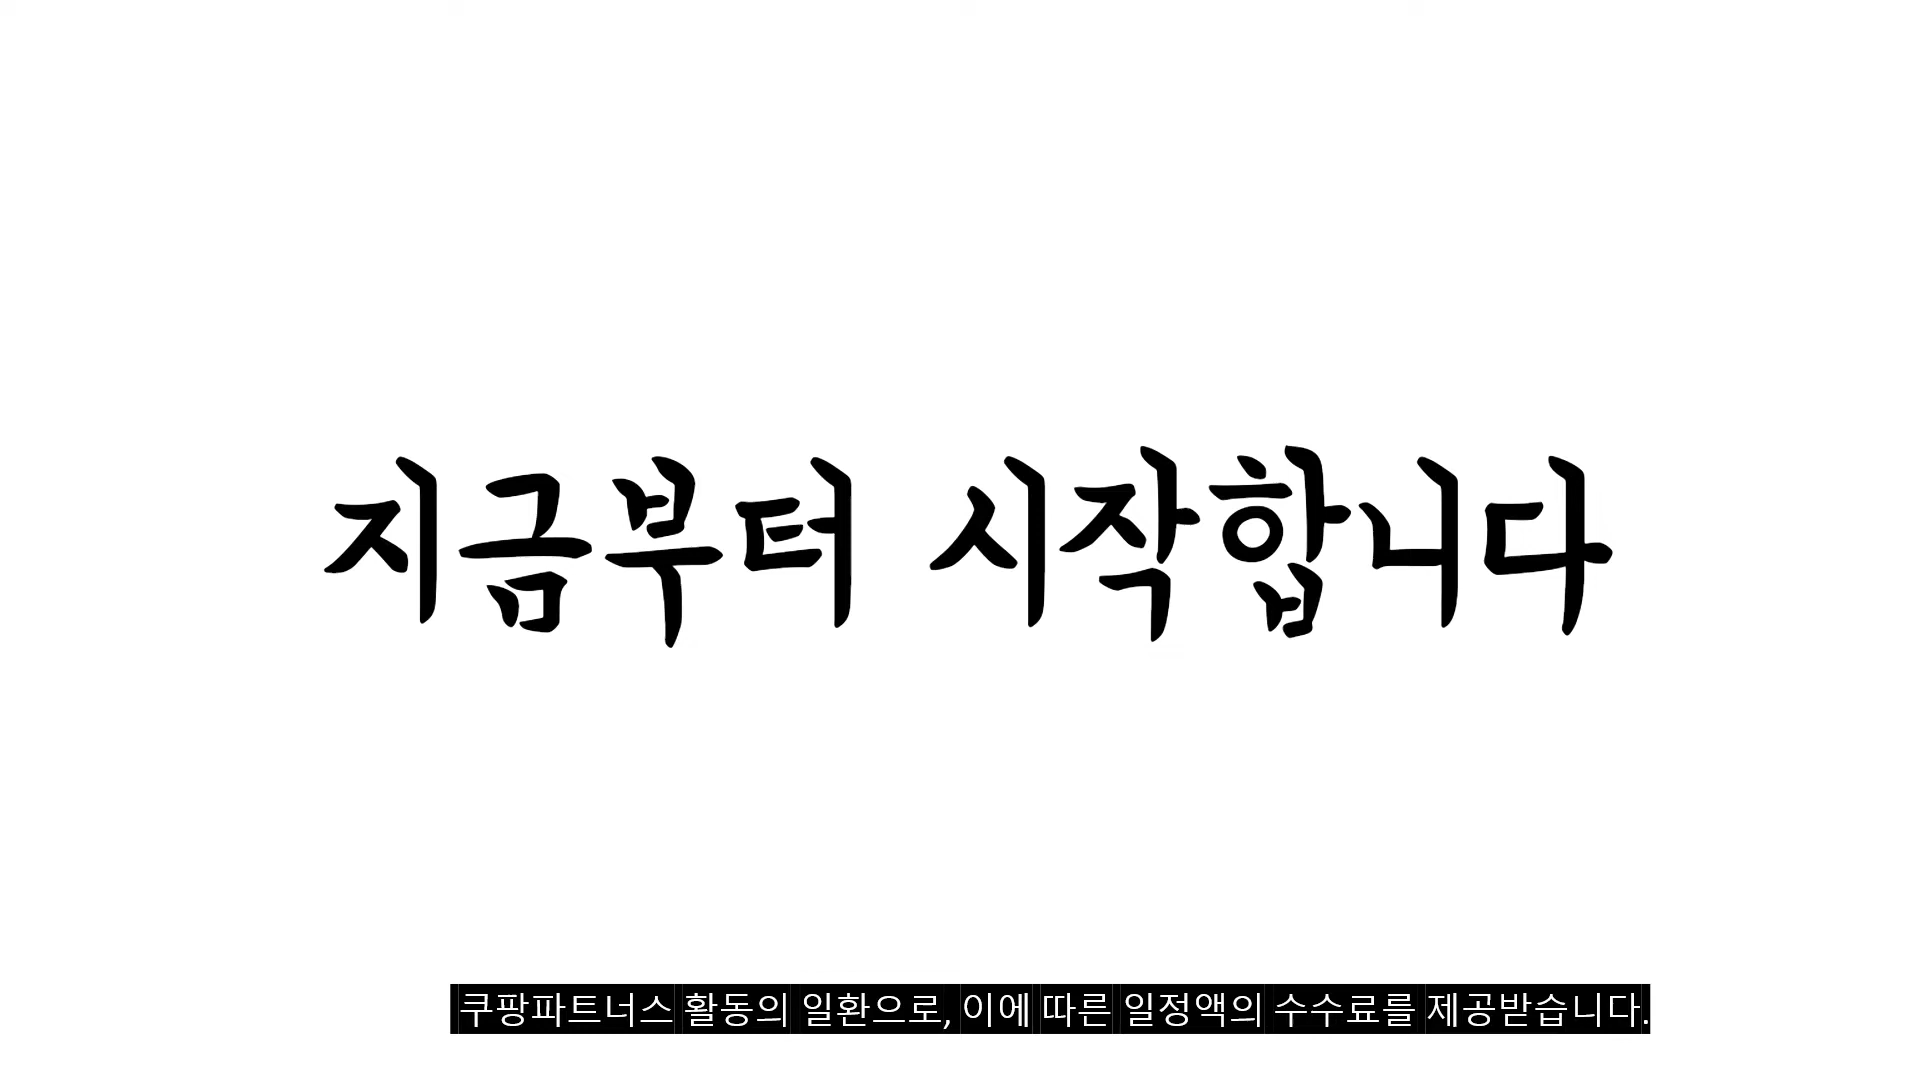 지금부터 시작합니다
쿠팡파트너스 활동의 일환으로, 이에 따른 일정액의 수수료를 제공받습니다.